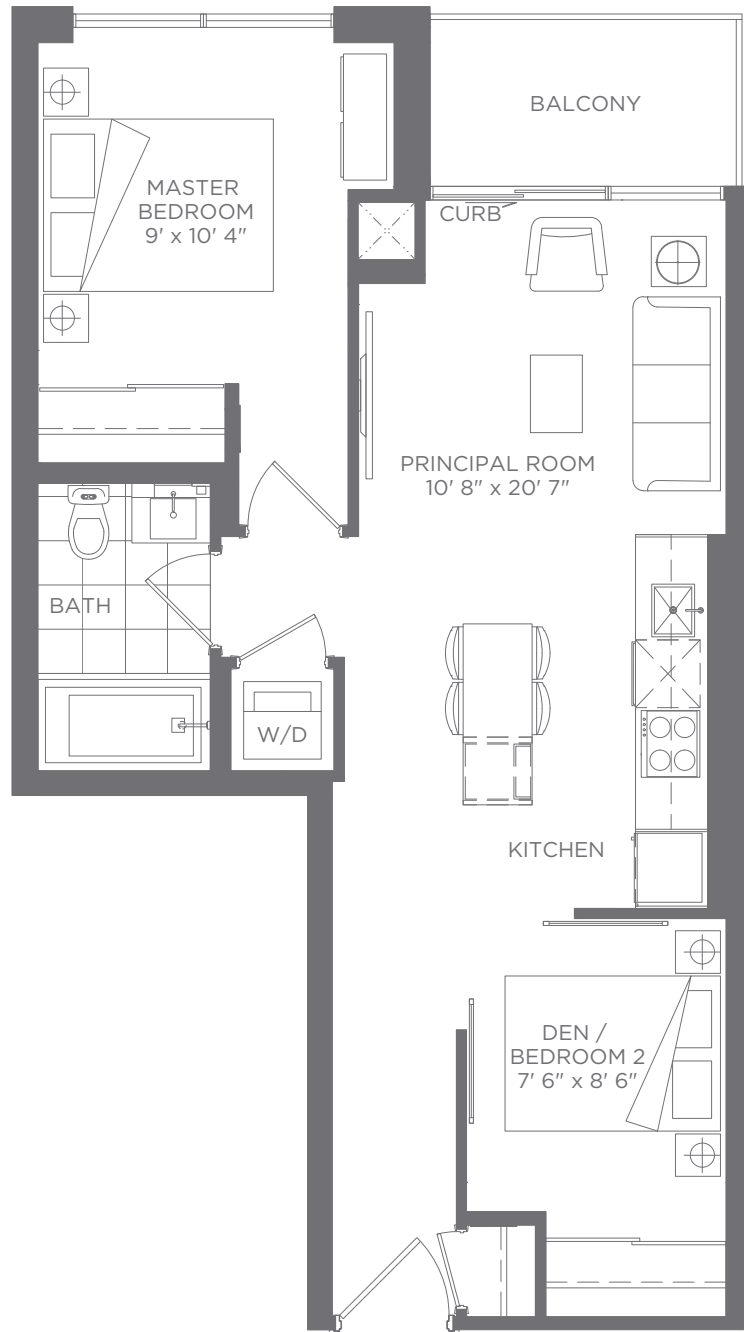 BALCONY
MASTER
BEDROOM
9' x 10' 4"
CURB
PRINCIPAL ROOM
10' 8" x 20' 7"
BATH
W/D
KITCHEN
DEN /
BEDROOM 2
7' 6" x 8' 6"